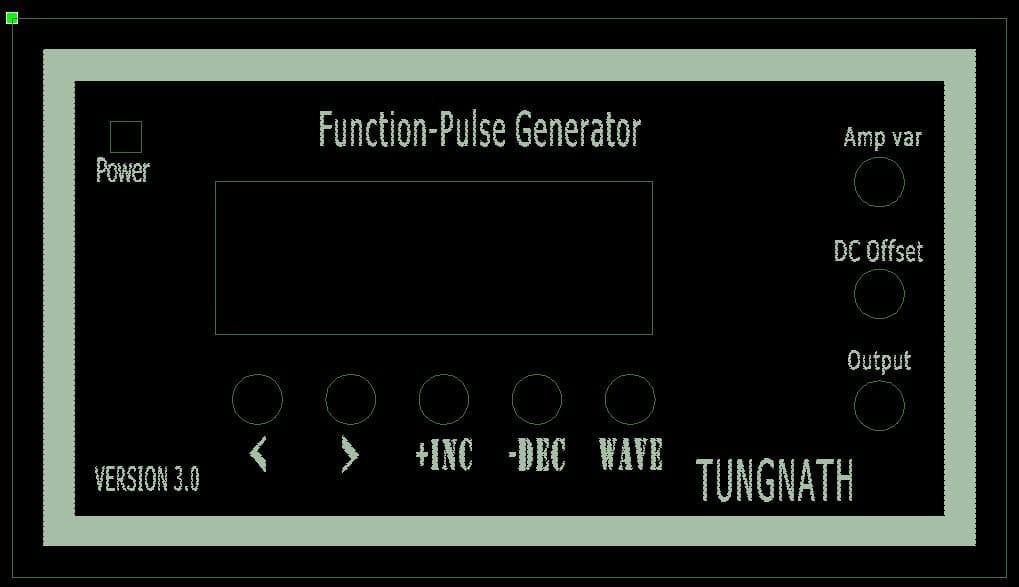 Function-Pulse Generator
Power
Amp var
DC Offset
Output
< > +INC -DEC WAVE
VERSION 3.0
TUNGNATH